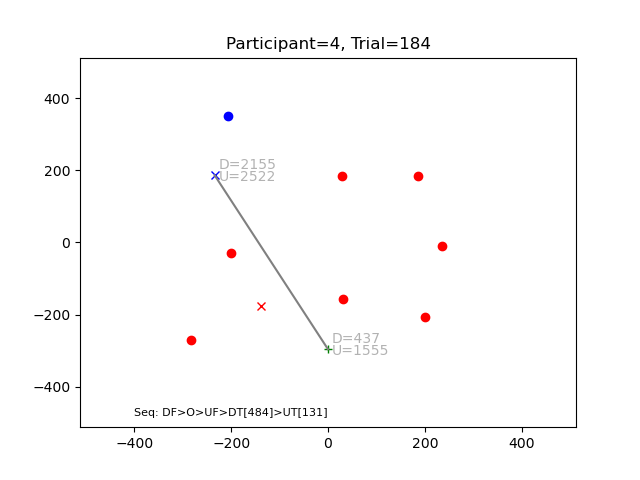 Participant=4, Trial=184
400
200
0
−200
−400
D=2155
U=2522
D=437
U=1555
Seq: DF>O>UF>DT[484]>UT[131]
−400
−200
0
200
400